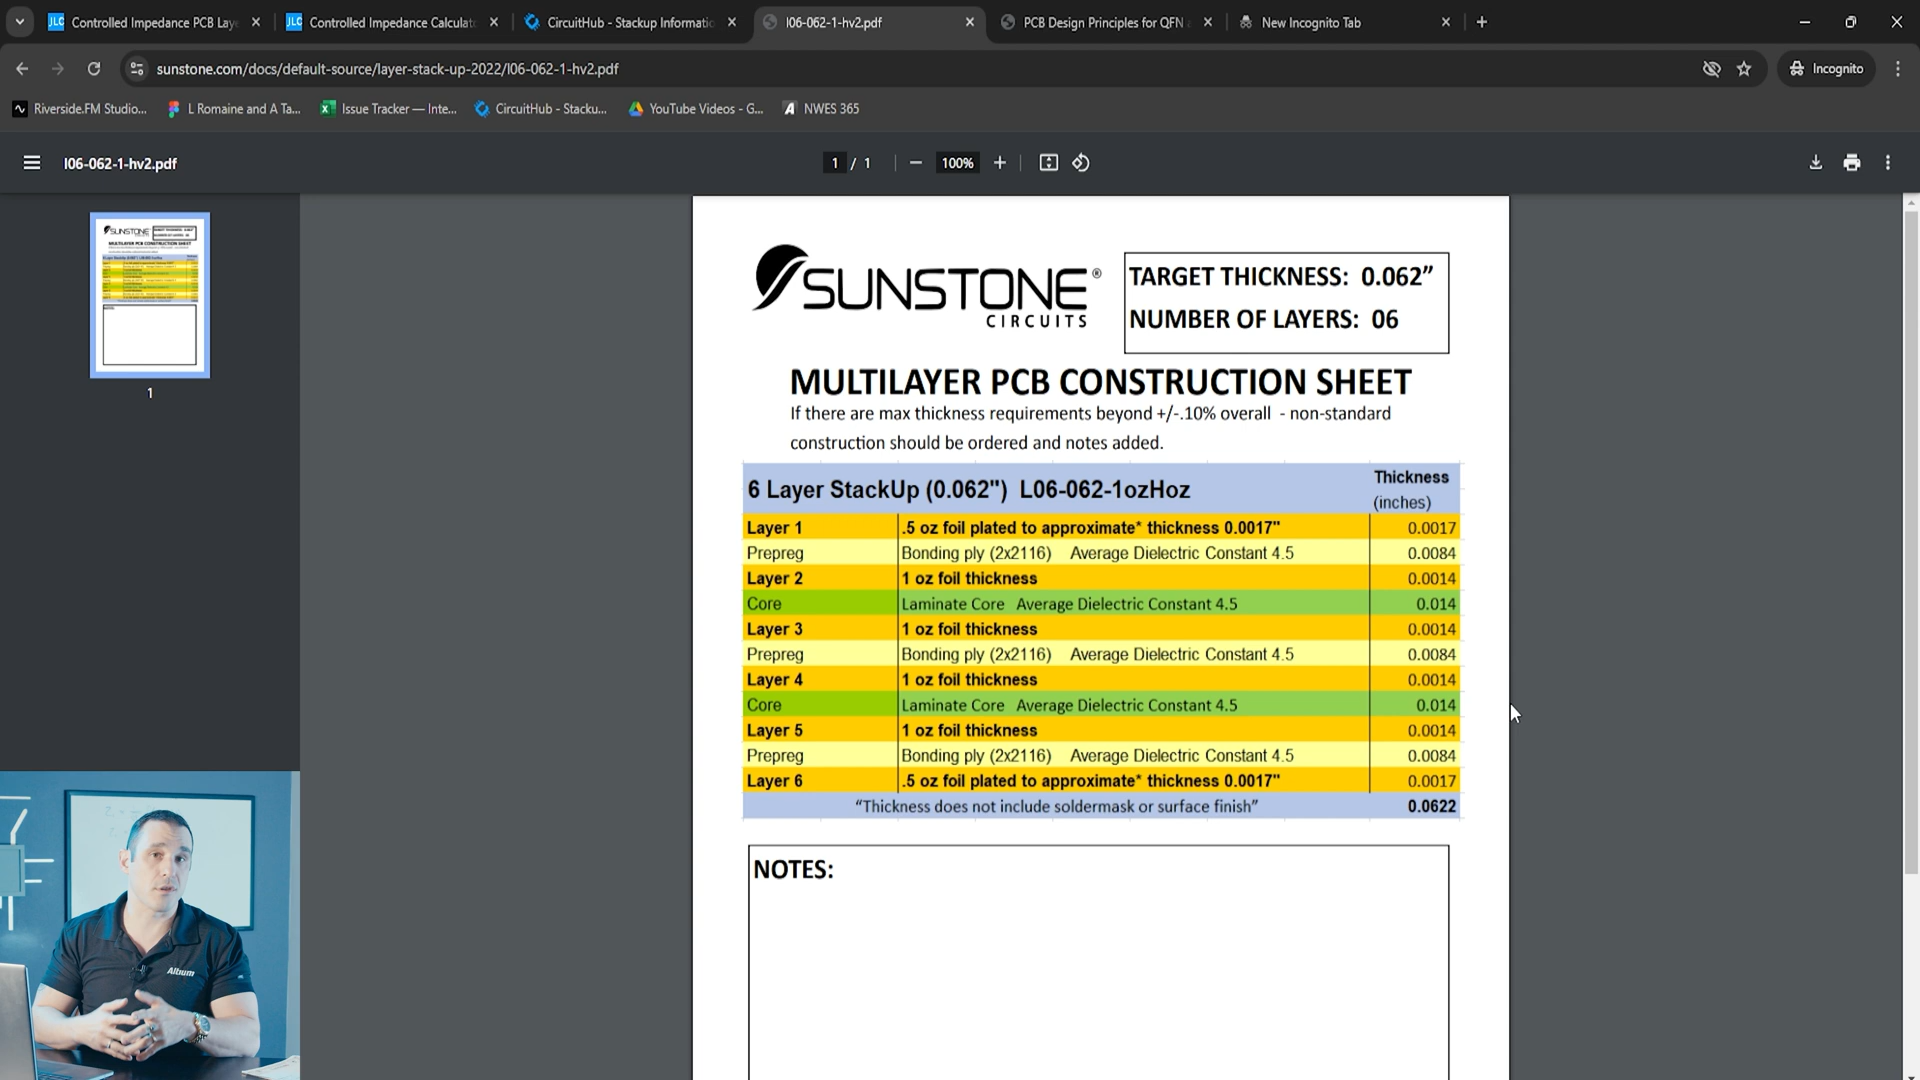 Controlled Impedance PCB Lay
Controlled Impedance Calculat
CircuitHub - Stackup Informatio
l06-062-1-hv2.pdf
PCB Design Principles for QFN
New Incognito Tab
sunstone.com/docs/default-source/layer-stack-up-2022/l06-062-1-hv2.pdf
Incognito
Riverside.FM Studio...
L Romaine and A Ta...
Issue Tracker — Inte...
CircuitHub - Stacku...
YouTube Videos - G...
NWES 365
l06-062-1-hv2.pdf
1 / 1
100%
1
SUNSTONE®
CIRCUITS
TARGET THICKNESS: 0.062”
NUMBER OF LAYERS: 06
MULTILAYER PCB CONSTRUCTION SHEET
If there are max thickness requirements beyond +/-.10% overall - non-standard
construction should be ordered and notes added.
6 Layer StackUp (0.062") L06-062-1ozHoz Thickness (inches)
Layer 1 .5 oz foil plated to approximate* thickness 0.0017" 0.0017
Prepreg Bonding ply (2x2116) Average Dielectric Constant 4.5 0.0084
Layer 2 1 oz foil thickness 0.0014
Core Laminate Core Average Dielectric Constant 4.5 0.014
Layer 3 1 oz foil thickness 0.0014
Prepreg Bonding ply (2x2116) Average Dielectric Constant 4.5 0.0084
Layer 4 1 oz foil thickness 0.0014
Core Laminate Core Average Dielectric Constant 4.5 0.014
Layer 5 1 oz foil thickness 0.0014
Prepreg Bonding ply (2x2116) Average Dielectric Constant 4.5 0.0084
Layer 6 .5 oz foil plated to approximate* thickness 0.0017" 0.0017
“Thickness does not include soldermask or surface finish” 0.0622
NOTES:
Altium